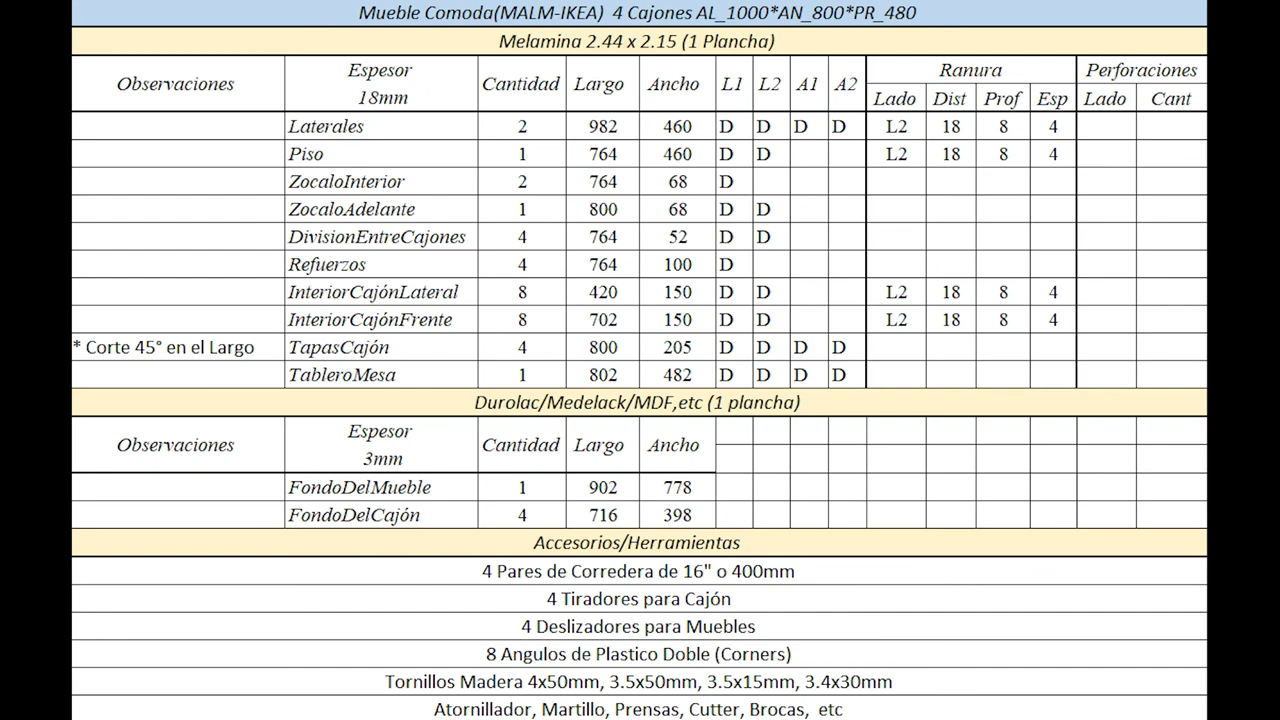 Mueble Comoda(MALM-IKEA) 4 Cajones AL_1000*AN_800*PR_480
Melamina 2.44 x 2.15 (1 Plancha)
Observaciones Espesor 18mm Cantidad Largo Ancho L1 L2 A1 A2 Ranura Perforaciones
Lado Dist Prof Esp Lado Cant
Laterales 2 982 460 D D D D L2 18 8 4
Piso 1 764 460 D D L2 18 8 4
ZocaloInterior 2 764 68 D
ZocaloAdelante 1 800 68 D D
DivisionEntreCajones 4 764 52 D D
Refuerzos 4 764 100 D
InteriorCajónLateral 8 420 150 D D L2 18 8 4
InteriorCajónFrente 8 702 150 D D L2 18 8 4
* Corte 45° en el Largo TapasCajón 4 800 205 D D D D
TableroMesa 1 802 482 D D D D
Durolac/Medelack/MDF,etc (1 plancha)
Observaciones Espesor 3mm Cantidad Largo Ancho
FondoDelMueble 1 902 778
FondoDelCajón 4 716 398
Accesorios/Herramientas
4 Pares de Corredera de 16" o 400mm
4 Tiradores para Cajón
4 Deslizadores para Muebles
8 Angulos de Plastico Doble (Corners)
Tornillos Madera 4x50mm, 3.5x50mm, 3.5x15mm, 3.4x30mm
Atornillador, Martillo, Prensas, Cutter, Brocas, etc